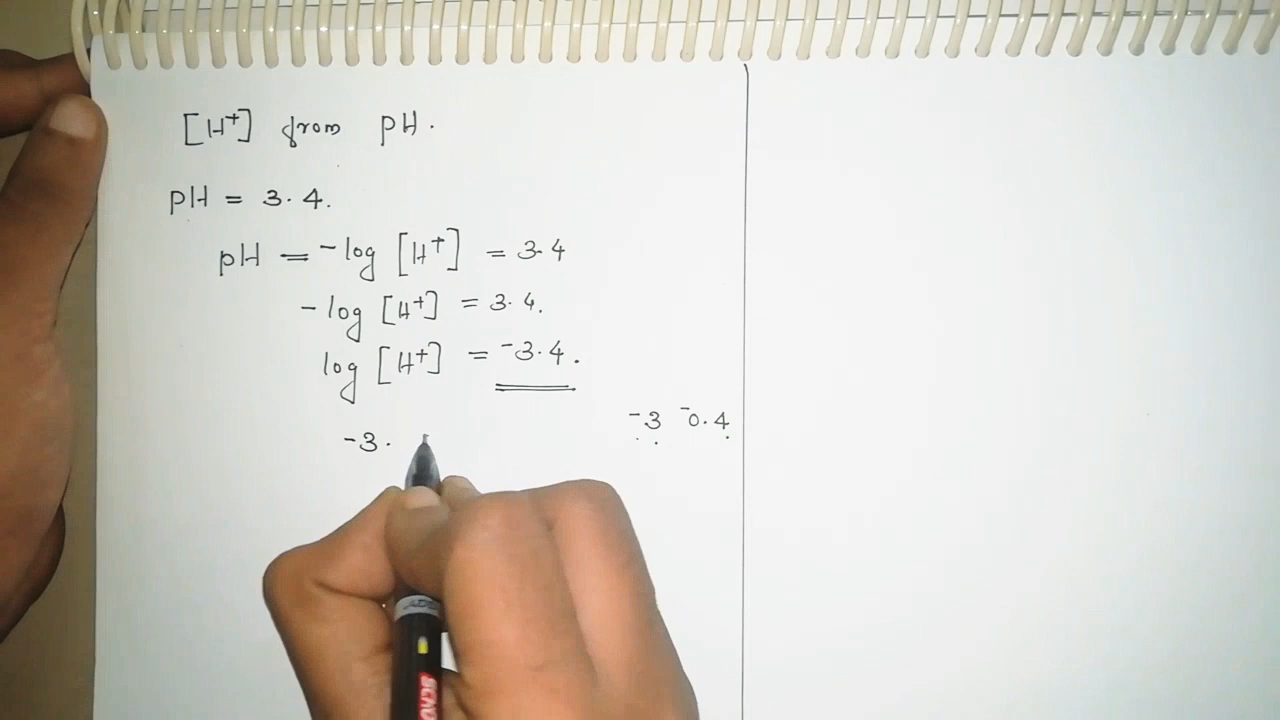 [H⁺] from pH.
pH = 3.4.
pH = -log [H⁺] = 3.4
-log [H⁺] = 3.4.
log [H⁺] = -3.4.
-3 -0.4
-3.